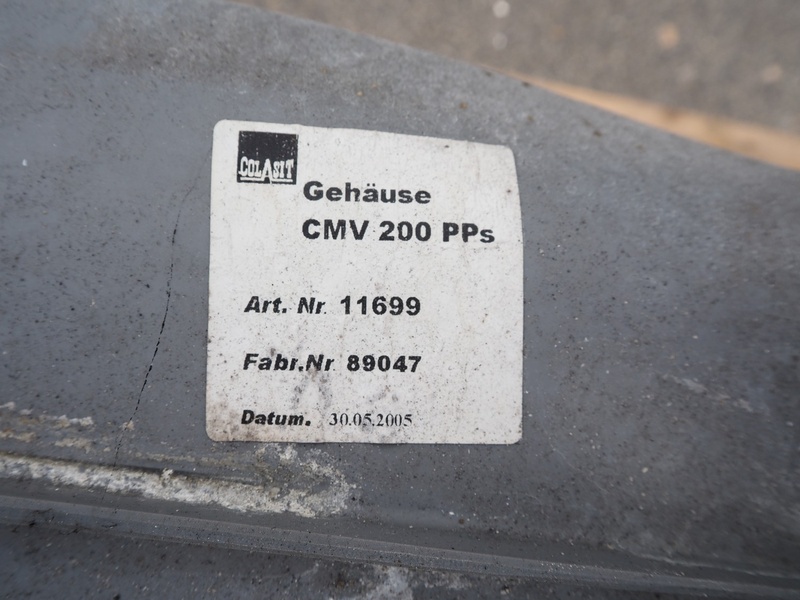 COLASIT
Gehäuse
CMV 200 PPs
Art. Nr. 11699
Fabr.Nr 89047
Datum. 30.05.2005